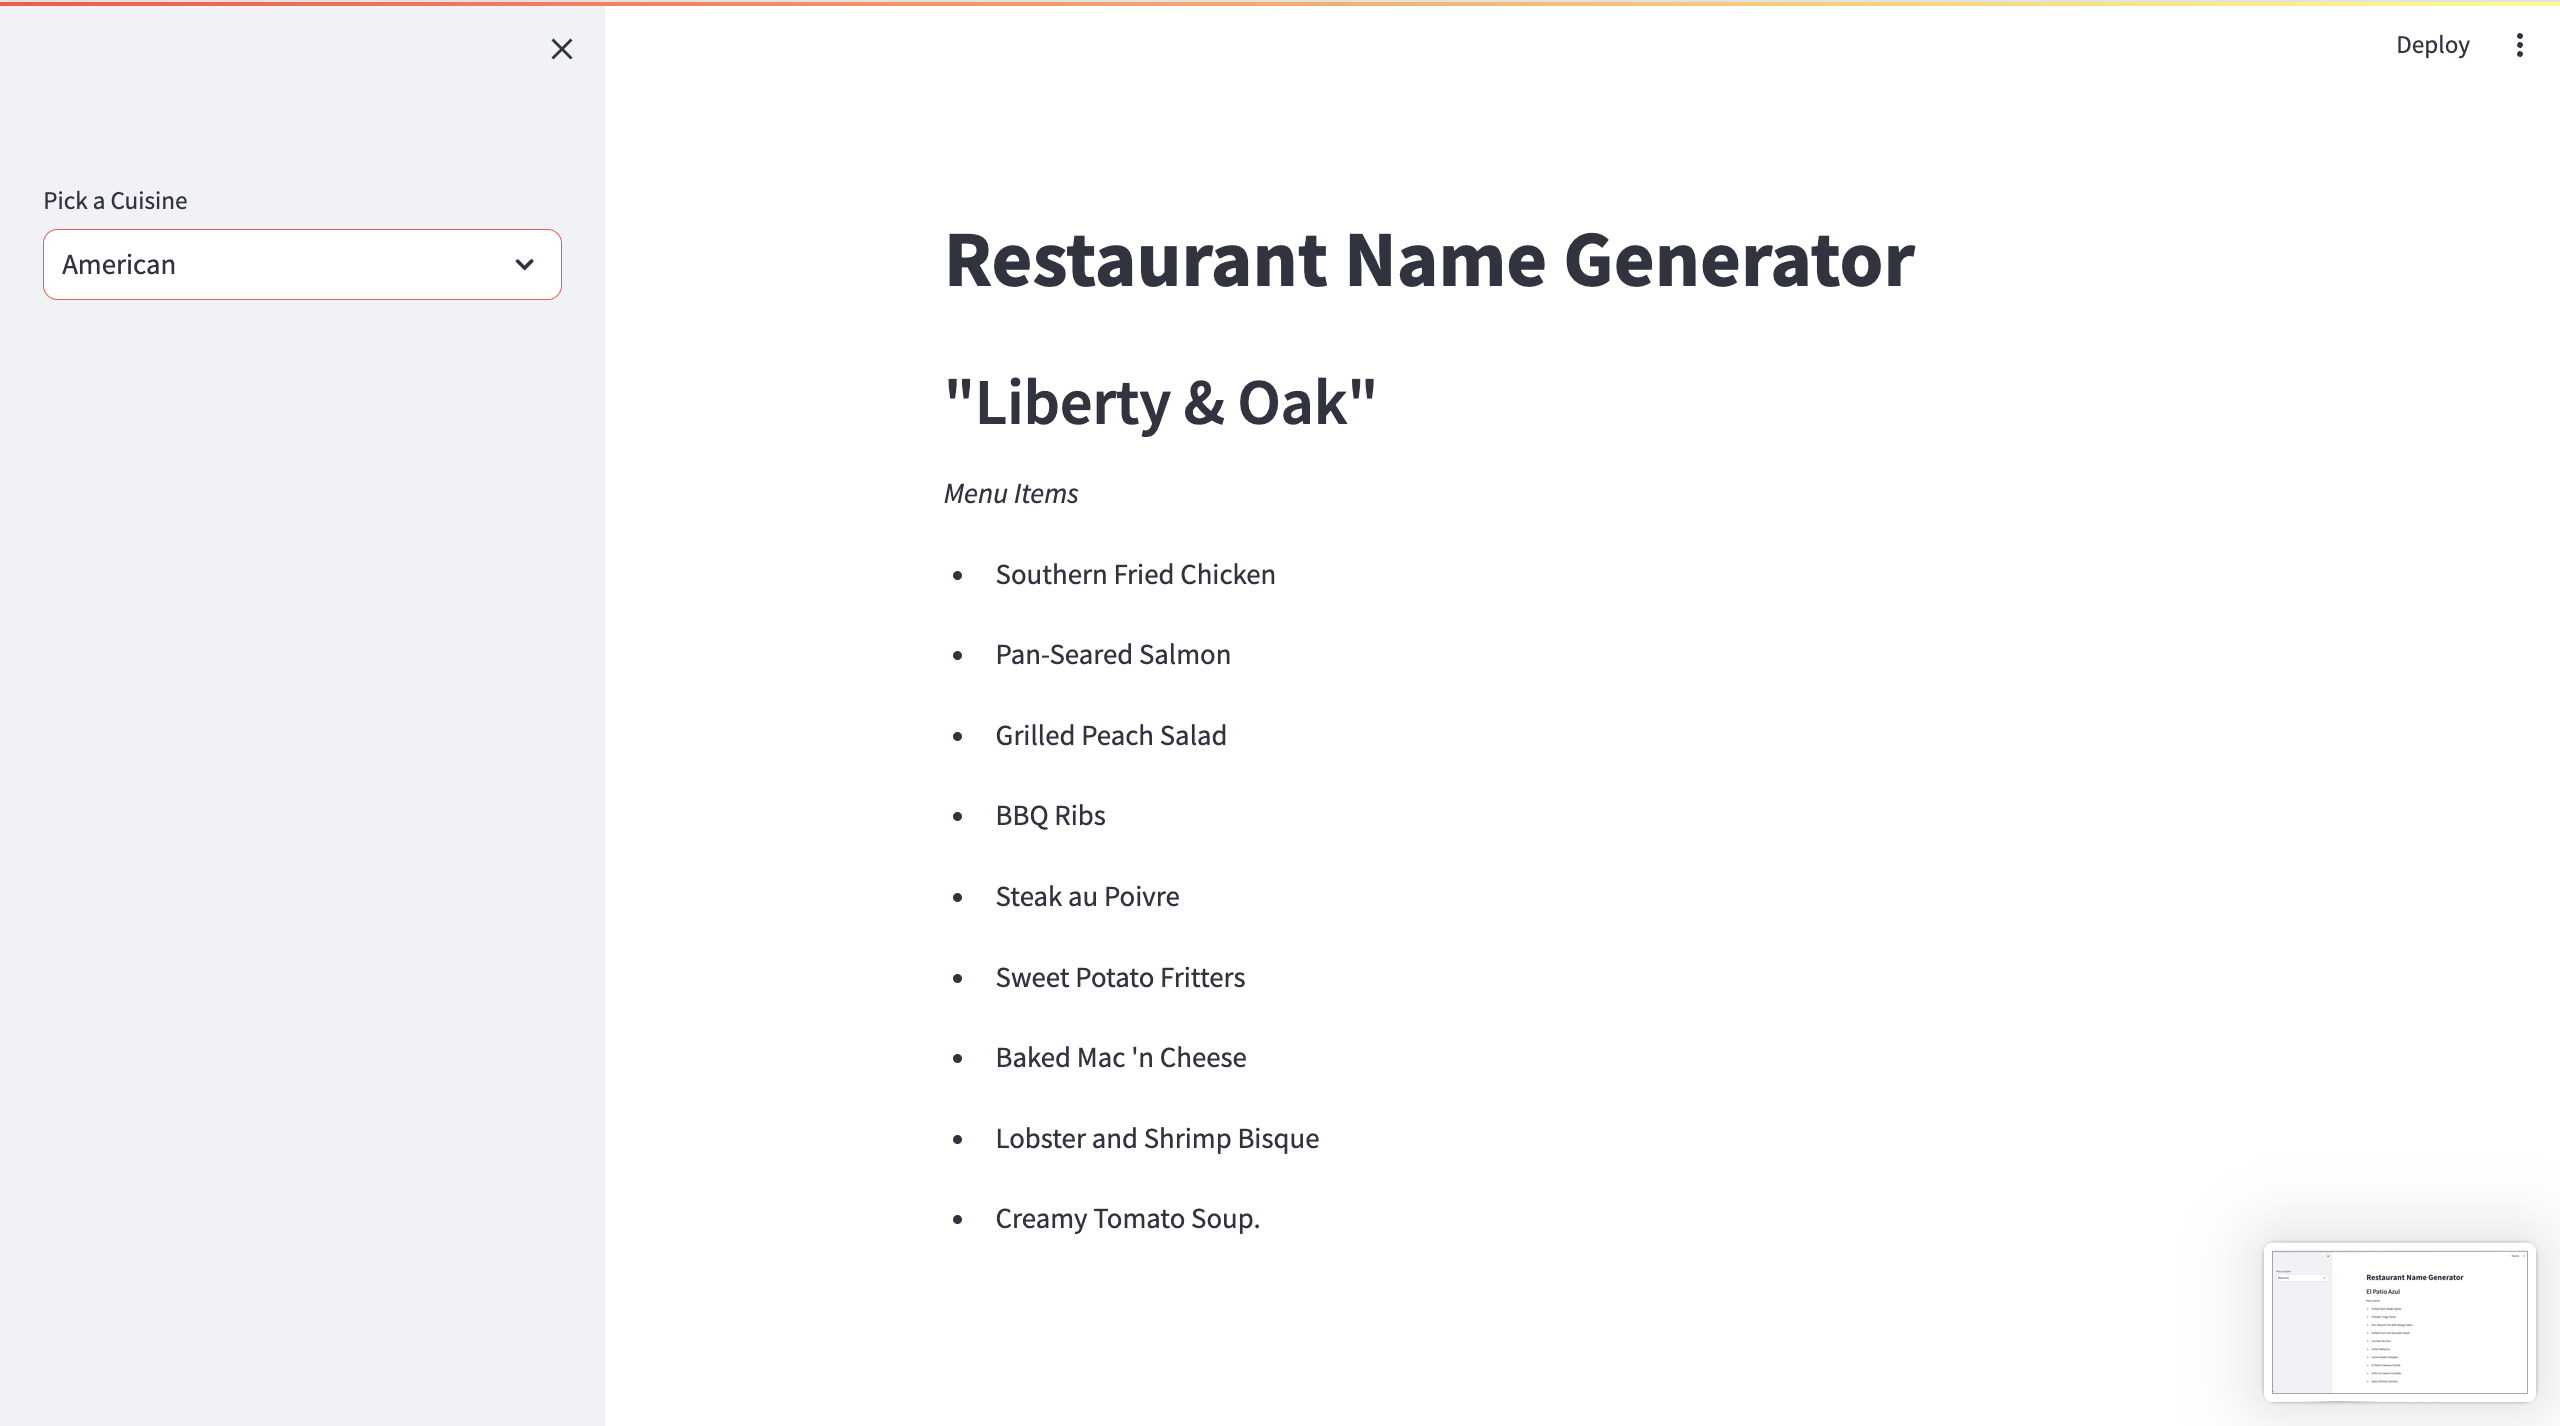 Deploy
Pick a Cuisine
American
Restaurant Name Generator
"Liberty & Oak"
Menu Items
Southern Fried Chicken
Pan-Seared Salmon
Grilled Peach Salad
BBQ Ribs
Steak au Poivre
Sweet Potato Fritters
Baked Mac 'n Cheese
Lobster and Shrimp Bisque
Creamy Tomato Soup.
Restaurant Name Generator
El Patio Azul